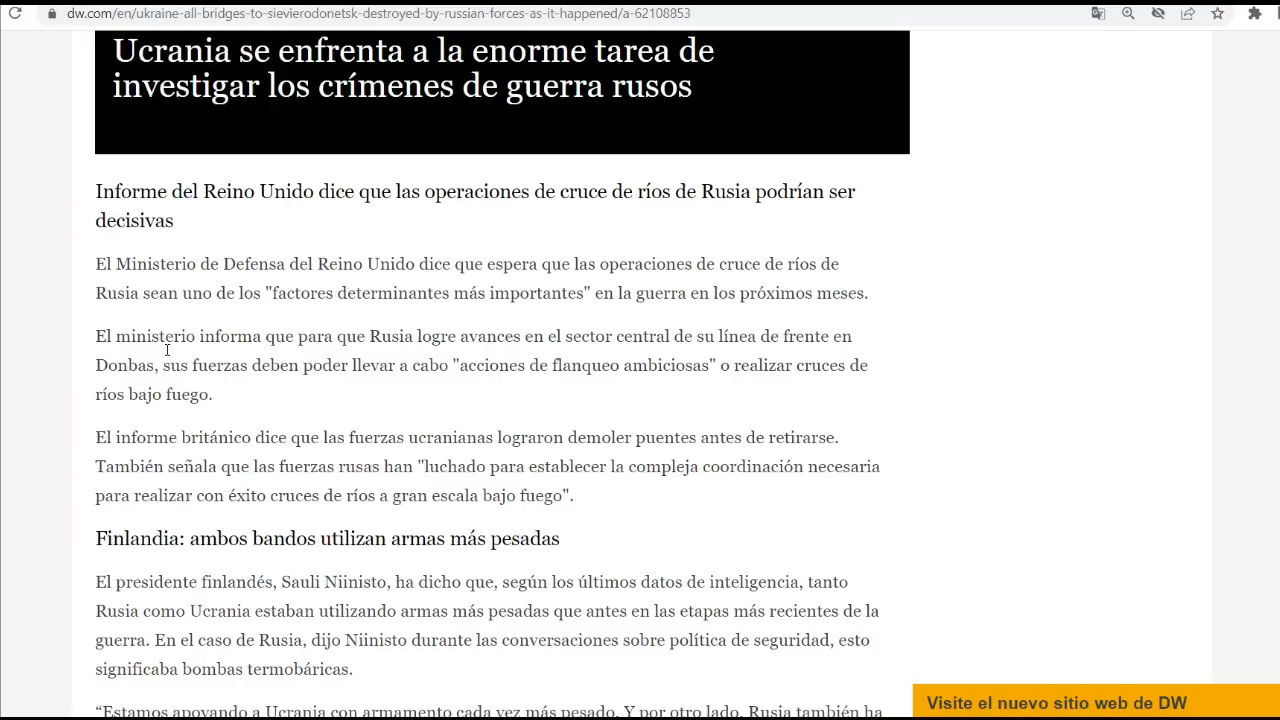 dw.com/en/ukraine-all-bridges-to-sievierodonetsk-destroyed-by-russian-forces-as-it-happened/a-62108853
Ucrania se enfrenta a la enorme tarea de
investigar los crímenes de guerra rusos
Informe del Reino Unido dice que las operaciones de cruce de ríos de Rusia podrían ser
decisivas
El Ministerio de Defensa del Reino Unido dice que espera que las operaciones de cruce de ríos de
Rusia sean uno de los "factores determinantes más importantes" en la guerra en los próximos meses.
El ministerio informa que para que Rusia logre avances en el sector central de su línea de frente en
Donbas, sus fuerzas deben poder llevar a cabo "acciones de flanqueo ambiciosas" o realizar cruces de
ríos bajo fuego.
El informe británico dice que las fuerzas ucranianas lograron demoler puentes antes de retirarse.
También señala que las fuerzas rusas han "luchado para establecer la compleja coordinación necesaria
para realizar con éxito cruces de ríos a gran escala bajo fuego".
Finlandia: ambos bandos utilizan armas más pesadas
El presidente finlandés, Sauli Niinisto, ha dicho que, según los últimos datos de inteligencia, tanto
Rusia como Ucrania estaban utilizando armas más pesadas que antes en las etapas más recientes de la
guerra. En el caso de Rusia, dijo Niinisto durante las conversaciones sobre política de seguridad, esto
significaba bombas termobáricas.
Visite el nuevo sitio web de DW
“Estamos apoyando a Ucrania con armamento cada vez más pesado. Y por otro lado, Rusia también ha